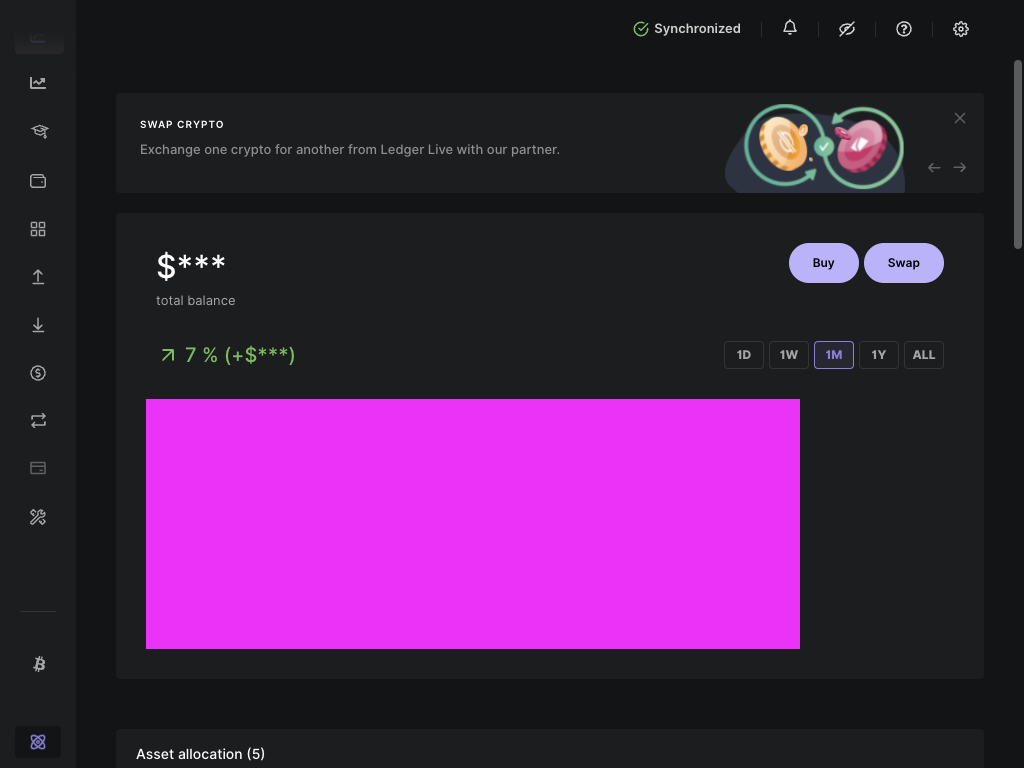 Synchronized
SWAP CRYPTO
Exchange one crypto for another from Ledger Live with our partner.
$***
total balance
Buy
Swap
7 % (+$***)
1D
1W
1M
1Y
ALL
Asset allocation (5)